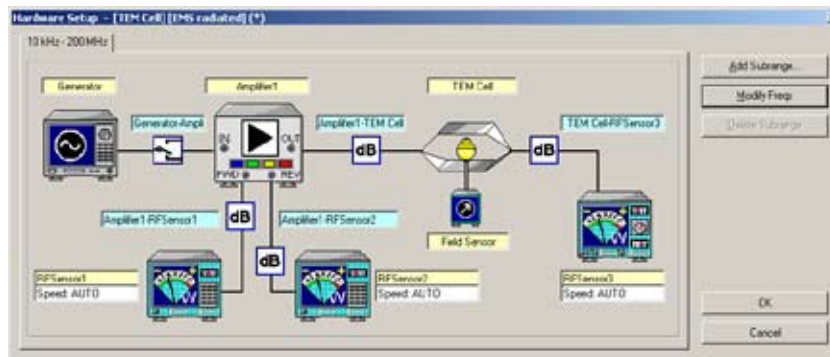 Hardware Setup - [TEM Cell] [EMS radiated] (*)
10 kHz - 200 MHz
Add Subrange...
Modify Freqs
Delete Subrange
Generator
Amplifier1
TEM Cell
Generator-Ampli
Amplifier1-TEM Cell
TEM Cell-RFSensor3
IN
OUT
dB
dB
FWD
REV
Amplifier1-RFSensor1
dB
Amplifier1-RFSensor2
dB
Field Sensor
RFSensor1
Speed: AUTO
RFSensor2
Speed: AUTO
RFSensor3
Speed: AUTO
OK
Cancel